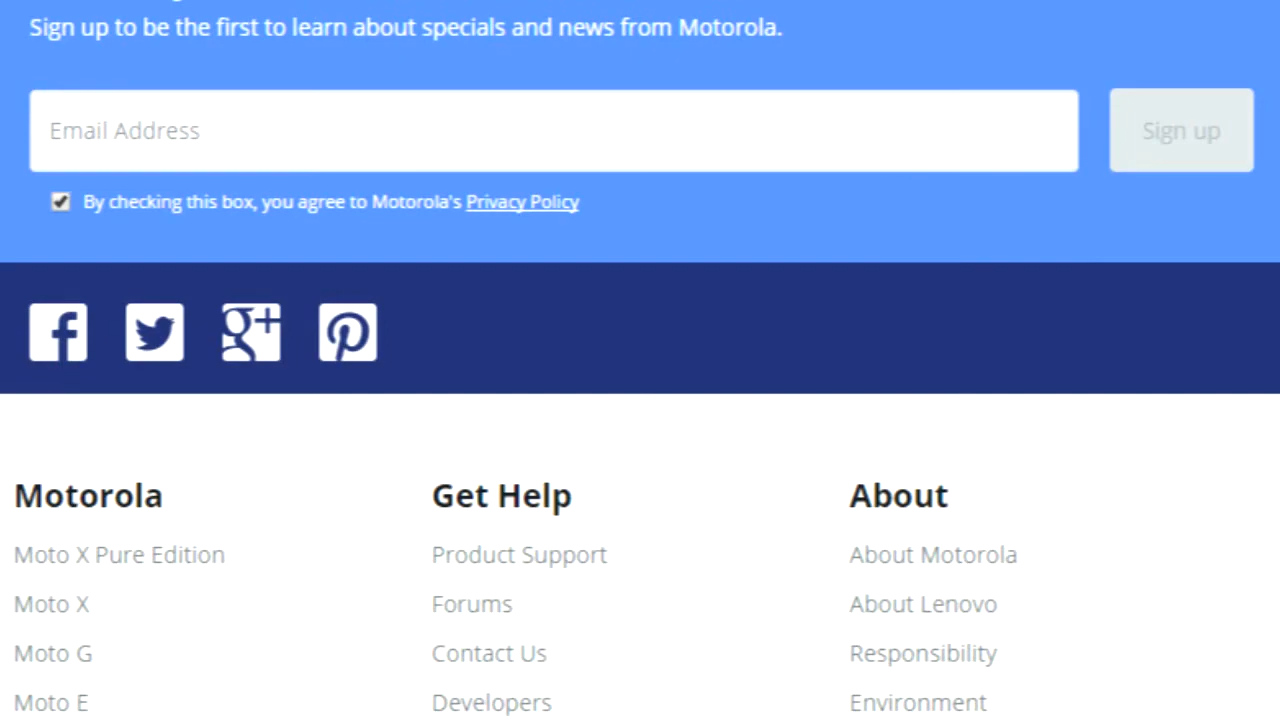 Sign up to be the first to learn about specials and news from Motorola.
Email Address
Sign up
By checking this box, you agree to Motorola's Privacy Policy
Motorola
Moto X Pure Edition
Moto X
Moto G
Moto E
Get Help
Product Support
Forums
Contact Us
Developers
About
About Motorola
About Lenovo
Responsibility
Environment